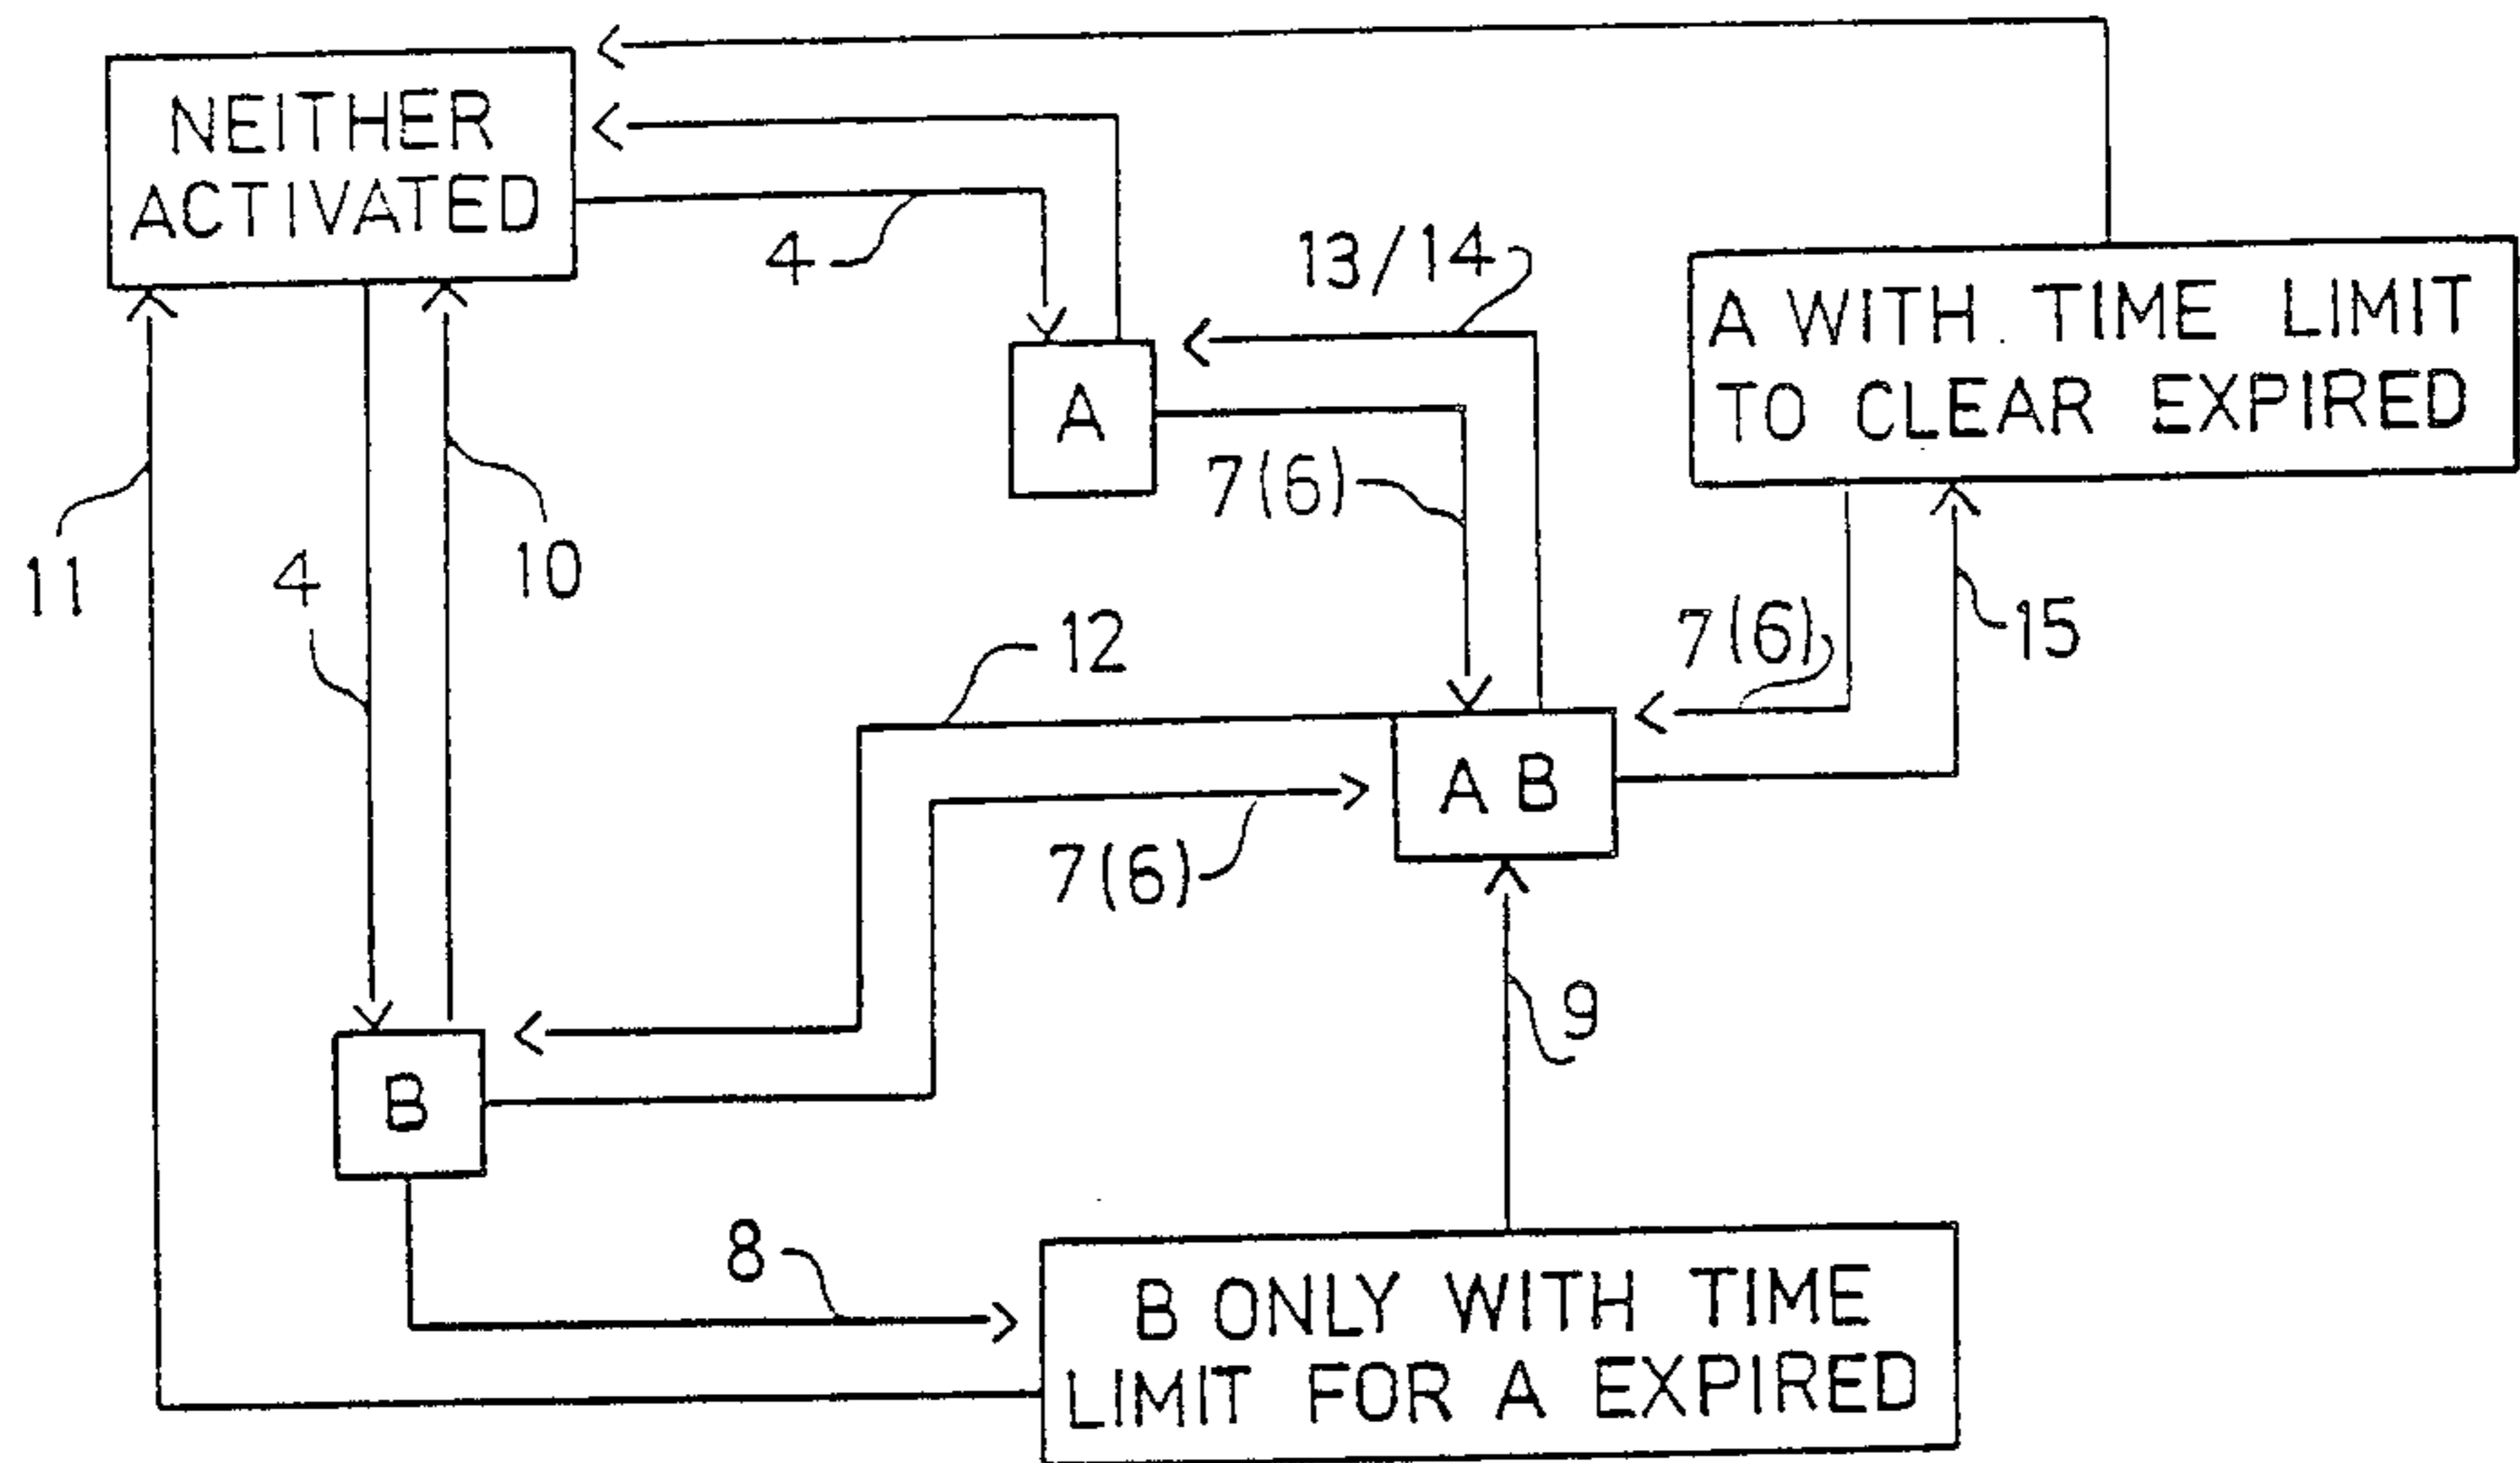 NEITHER
ACTIVATED
4
13/14
A WITH TIME LIMIT
TO CLEAR EXPIRED
A
7(6)
11
4
10
12
7(6)
15
A B
7(6)
9
B
8
B ONLY WITH TIME
LIMIT FOR A EXPIRED